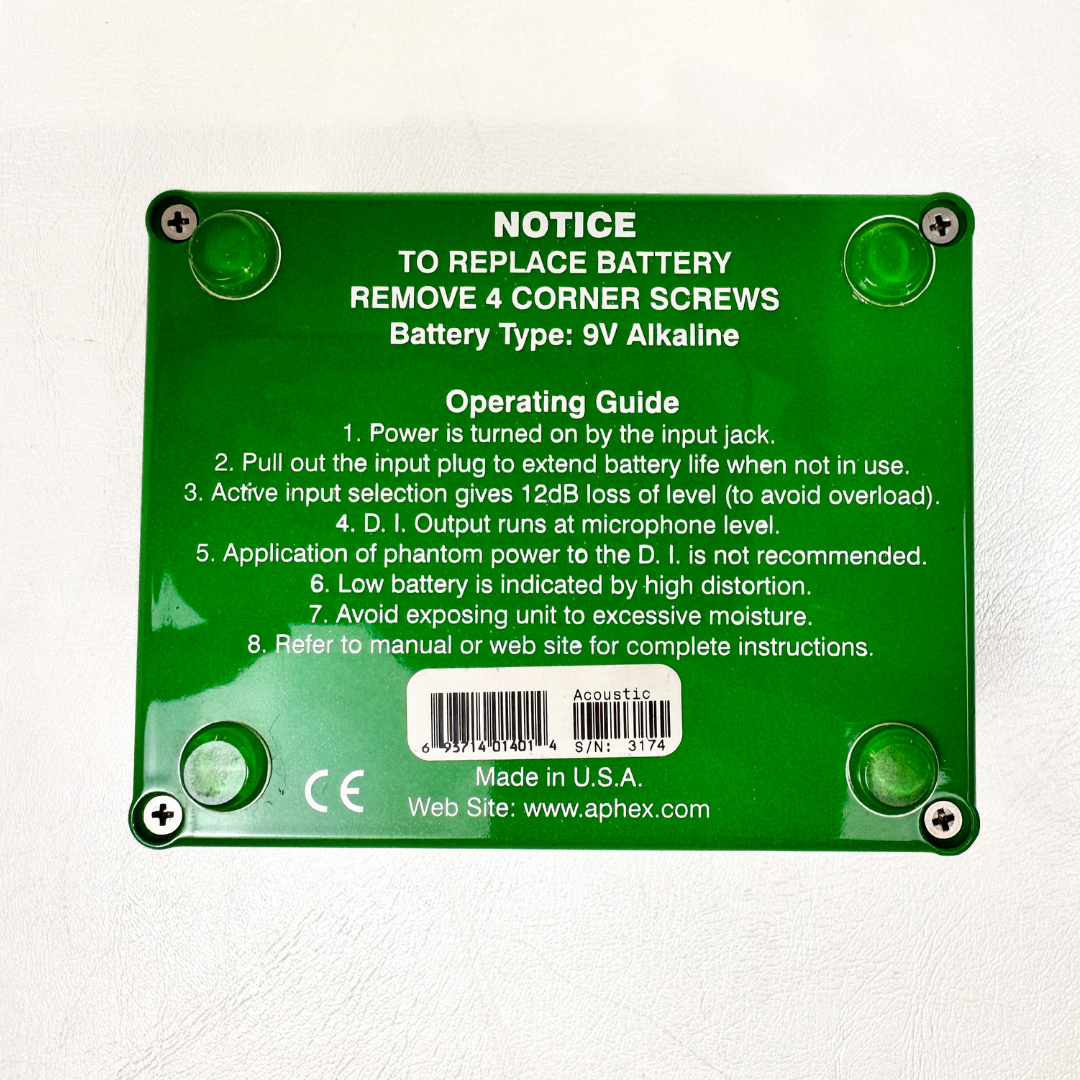 NOTICE
TO REPLACE BATTERY
REMOVE 4 CORNER SCREWS
Battery Type: 9V Alkaline
Operating Guide
1. Power is turned on by the input jack.
2. Pull out the input plug to extend battery life when not in use.
3. Active input selection gives 12dB loss of level (to avoid overload).
4. D. I. Output runs at microphone level.
5. Application of phantom power to the D. I. is not recommended.
6. Low battery is indicated by high distortion.
7. Avoid exposing unit to excessive moisture.
8. Refer to manual or web site for complete instructions.
Acoustic
6 93714 01401 4 S/N: 3174
CE Made in U.S.A.
Web Site: www.aphex.com